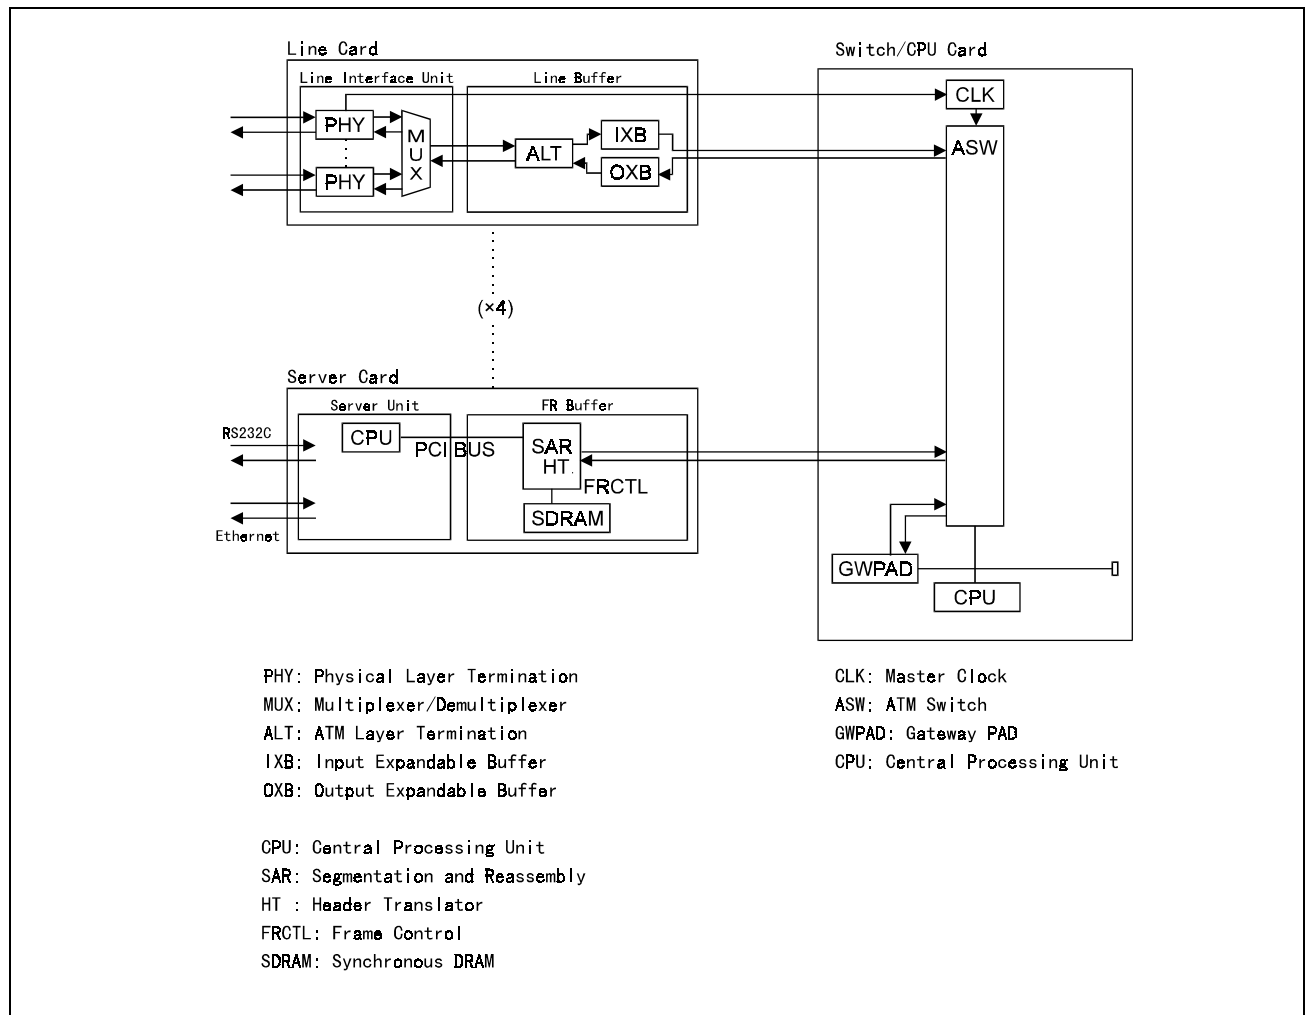 Line Card
Switch/CPU Card
Line Interface Unit
Line Buffer
CLK
PHY
MUX
IXB
ASW
ALT
OXB
PHY
(×4)
Server Card
Server Unit
FR Buffer
RS232C
CPU
PCI BUS
SAR
HT
FRCTL
SDRAM
Ethernet
GWPAD
CPU
PHY: Physical Layer Termination
MUX: Multiplexer/Demultiplexer
ALT: ATM Layer Termination
IXB: Input Expandable Buffer
OXB: Output Expandable Buffer
CPU: Central Processing Unit
SAR: Segmentation and Reassembly
HT : Header Translator
FRCTL: Frame Control
SDRAM: Synchronous DRAM
CLK: Master Clock
ASW: ATM Switch
GWPAD: Gateway PAD
CPU: Central Processing Unit